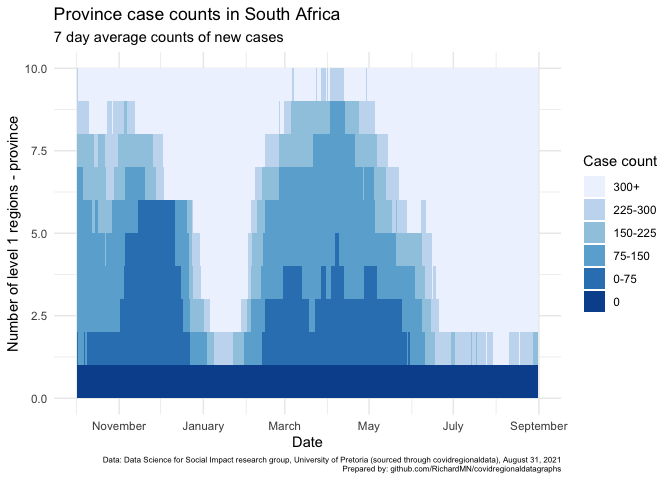 Province case counts in South Africa
7 day average counts of new cases
10.0
7.5
5.0
2.5
0.0
Number of level 1 regions - province
November
January
March
May
July
September
Date
Case count
300+
225-300
150-225
75-150
0-75
0
Data: Data Science for Social Impact research group, University of Pretoria (sourced through covidregionaldata), August 31, 2021
Prepared by: github.com/RichardMN/covidregionaldatagraphs